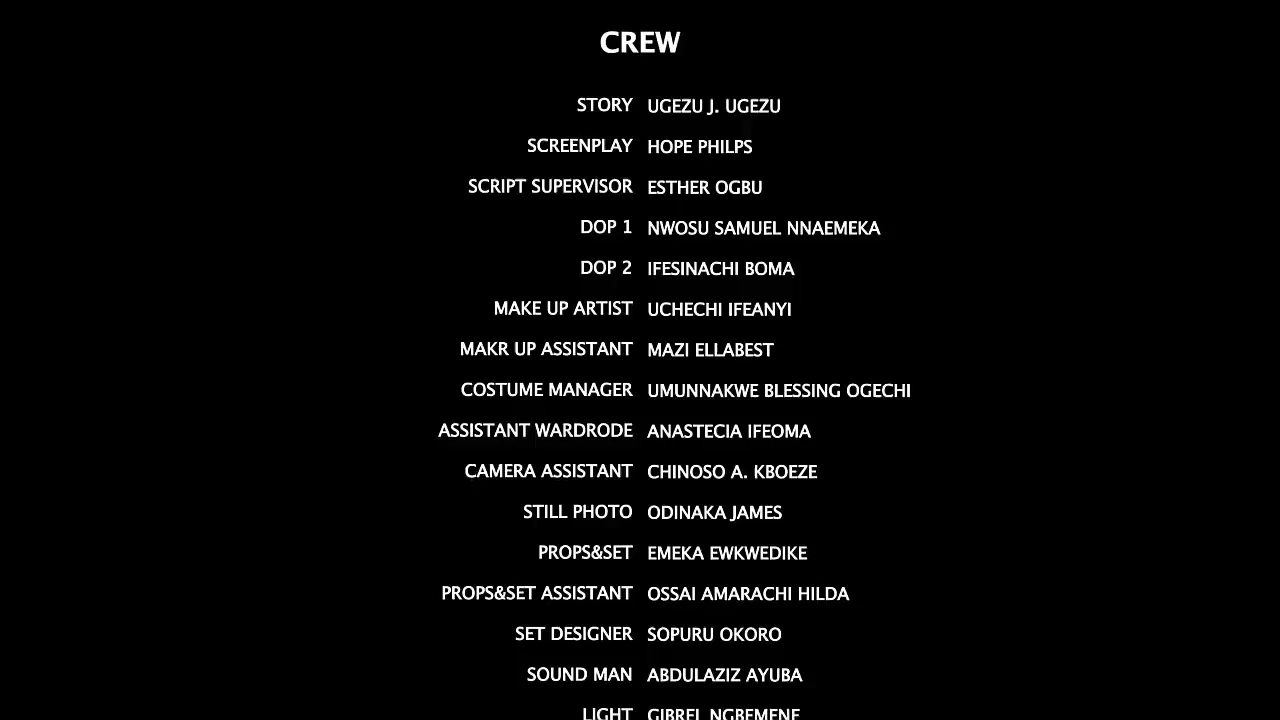 CREW
STORY UGEZU J. UGEZU
SCREENPLAY HOPE PHILPS
SCRIPT SUPERVISOR ESTHER OGBU
DOP 1 NWOSU SAMUEL NNAEMEKA
DOP 2 IFESINACHI BOMA
MAKE UP ARTIST UCHECHI IFEANYI
MAKR UP ASSISTANT MAZI ELLABEST
COSTUME MANAGER UMUNNAKWE BLESSING OGECHI
ASSISTANT WARDRODE ANASTECIA IFEOMA
CAMERA ASSISTANT CHINOSO A. KBOEZE
STILL PHOTO ODINAKA JAMES
PROPS&SET EMEKA EWKWEDIKE
PROPS&SET ASSISTANT OSSAI AMARACHI HILDA
SET DESIGNER SOPURU OKORO
SOUND MAN ABDULAZIZ AYUBA
LIGHT GIBREL NGBEMENE